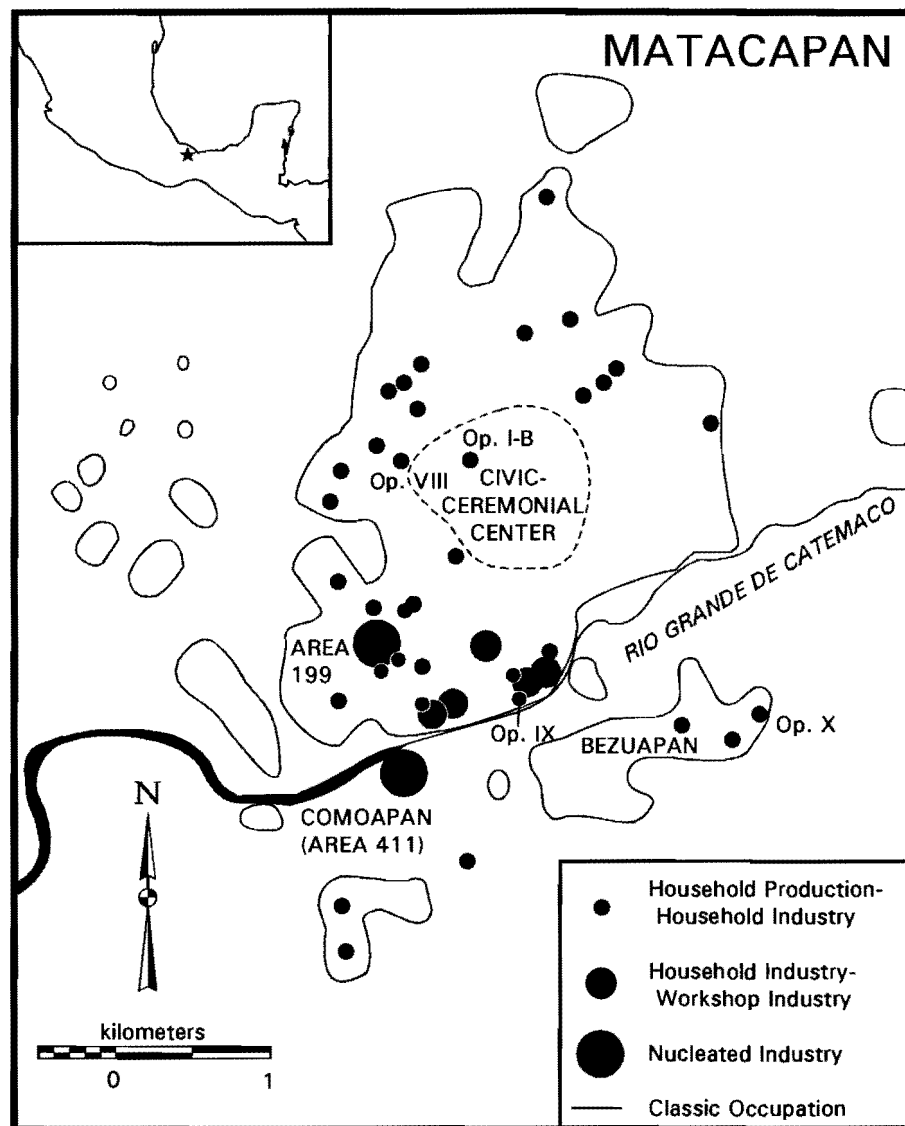 MATACAPAN
Op. I-B
Op. VIII
CIVIC-
CEREMONIAL
CENTER
RIO GRANDE DE CATEMACO
AREA
199
Op. IX
BEZUAPAN
Op. X
N
COMOAPAN
(AREA 411)
kilometers
0 1
Household Production-
Household Industry
Household Industry-
Workshop Industry
Nucleated Industry
Classic Occupation